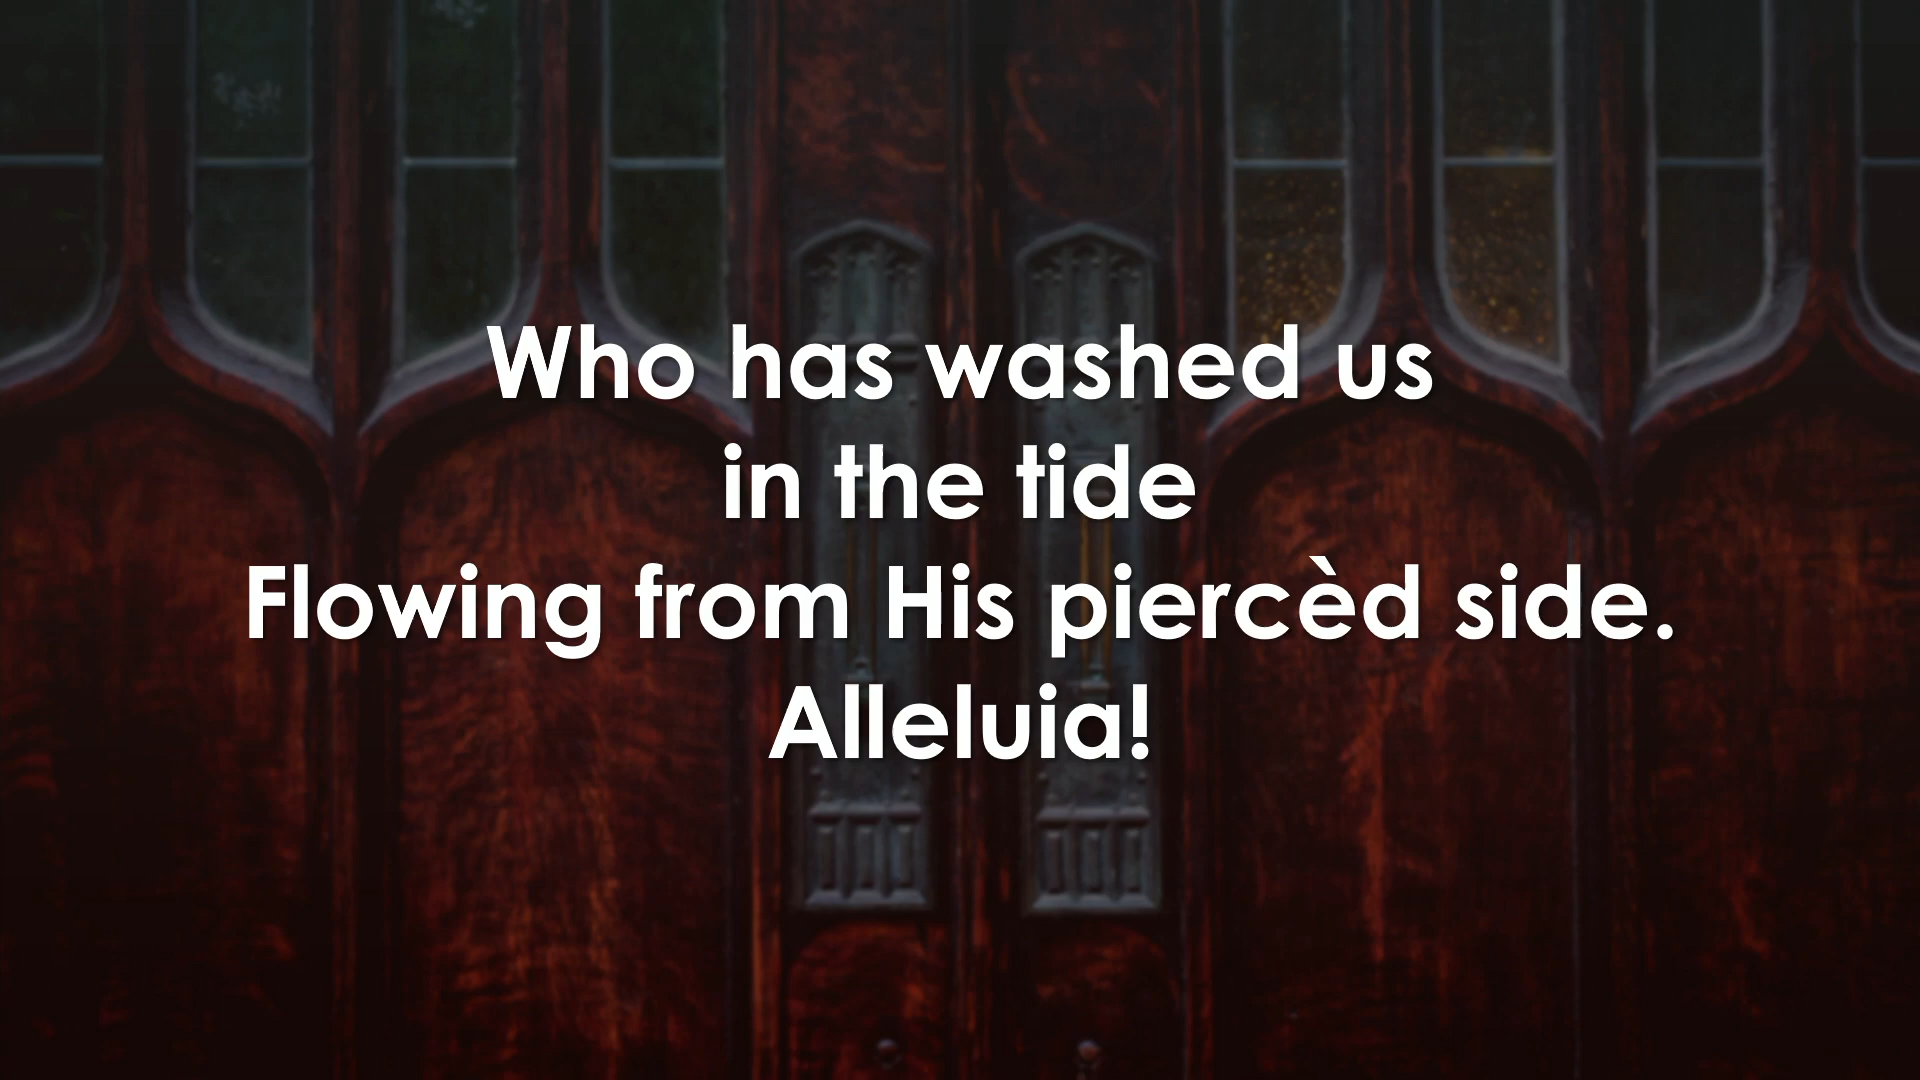 Who has washed us
in the tide
Flowing from His piercèd side.
Alleluia!